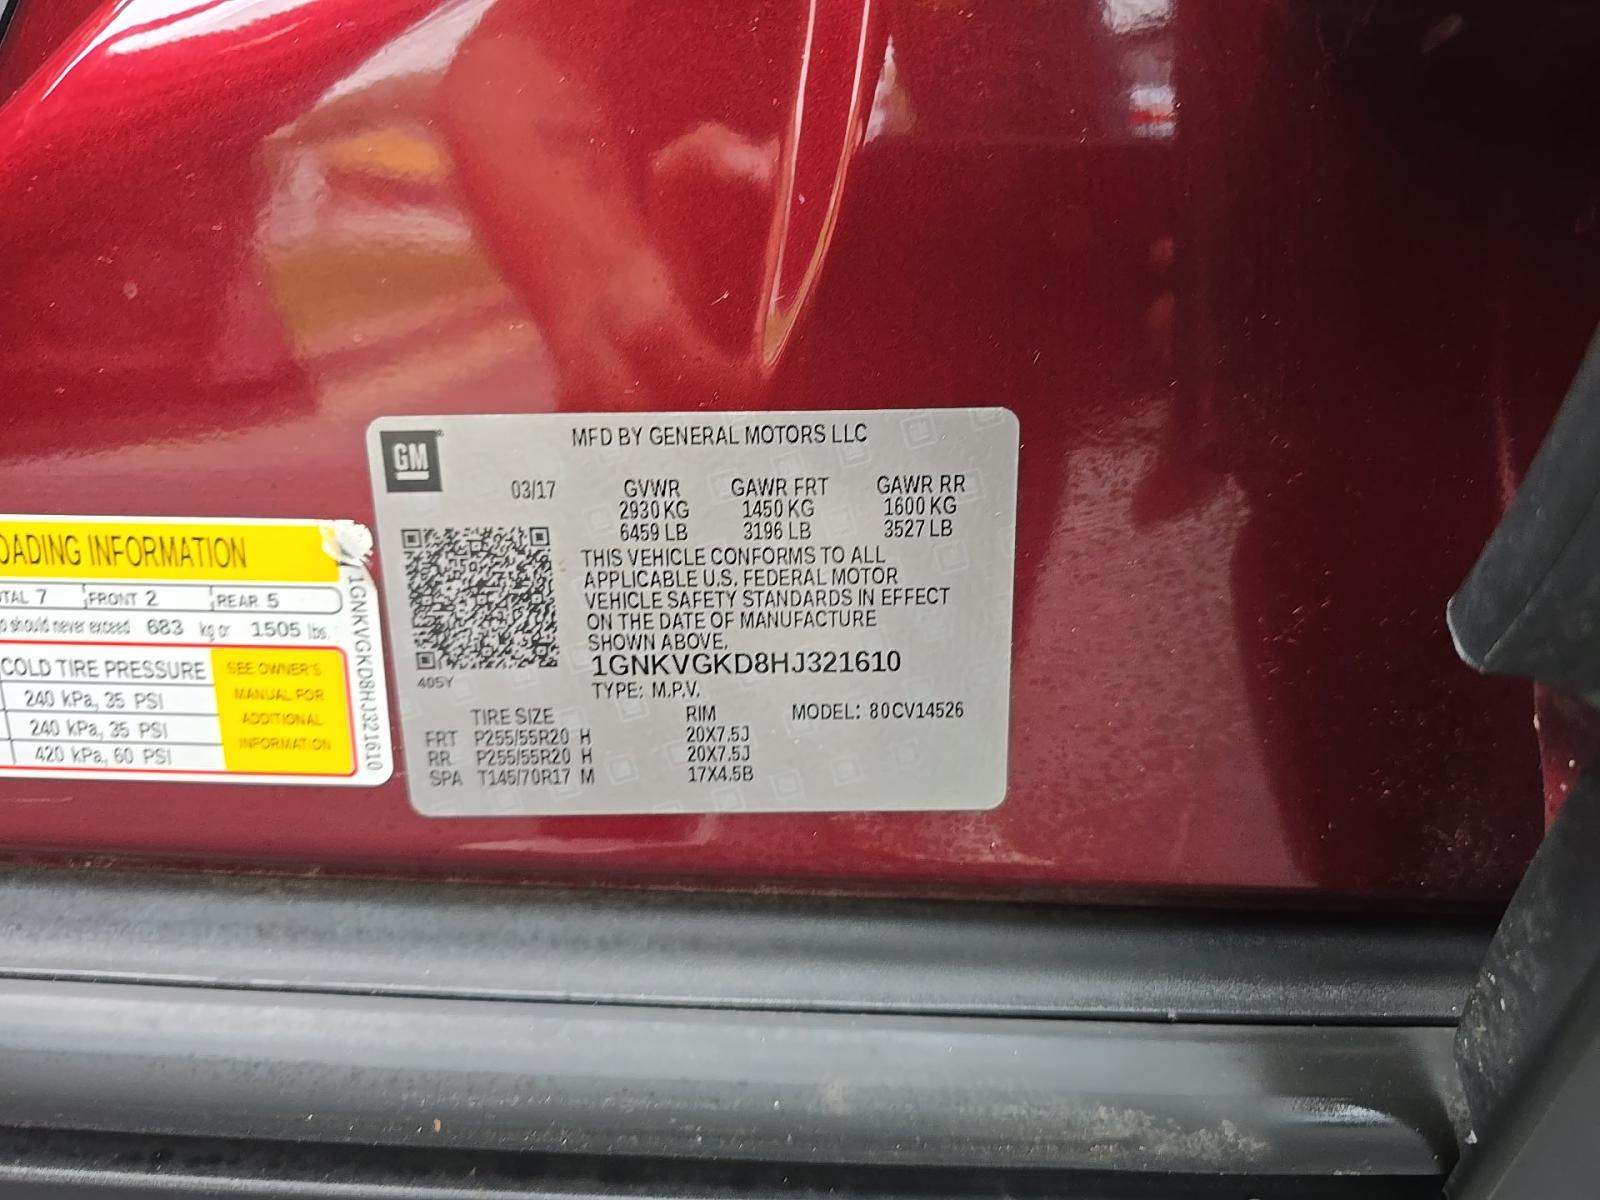 GM
MFD BY GENERAL MOTORS LLC
03/17 GVWR GAWR FRT GAWR RR
2930 KG 1450 KG 1600 KG
6459 LB 3196 LB 3527 LB
THIS VEHICLE CONFORMS TO ALL
APPLICABLE U.S. FEDERAL MOTOR
VEHICLE SAFETY STANDARDS IN EFFECT
ON THE DATE OF MANUFACTURE
SHOWN ABOVE.
1GNKVGKD8HJ321610
405Y
TYPE: M.P.V.
TIRE SIZE RIM MODEL: 80CV14526
FRT P255/55R20 H 20X7.5J
RR P255/55R20 H 20X7.5J
SPA T145/70R17 M 17X4.5B
OADING INFORMATION
TAL 7 FRONT 2 REAR 5
should never exceed 683 kg or 1505 lbs.
COLD TIRE PRESSURE
240 kPa, 35 PSI
240 kPa, 35 PSI
420 kPa, 60 PSI
SEE OWNER'S
MANUAL FOR
ADDITIONAL
INFORMATION
1GNKVGKD8HJ321610